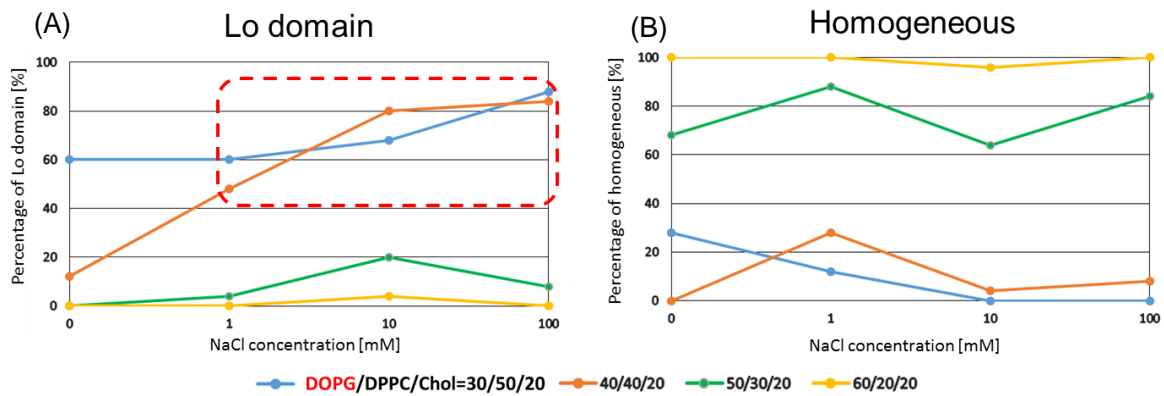 (A)
Lo domain
Percentage of Lo domain [%]
100
80
60
40
20
0
0
1
10
100
NaCl concentration [mM]
(B)
Homogeneous
Percentage of homogeneous [%]
100
80
60
40
20
0
0
1
10
100
NaCl concentration [mM]
DOPG/DPPC/Chol=30/50/20
40/40/20
50/30/20
60/20/20